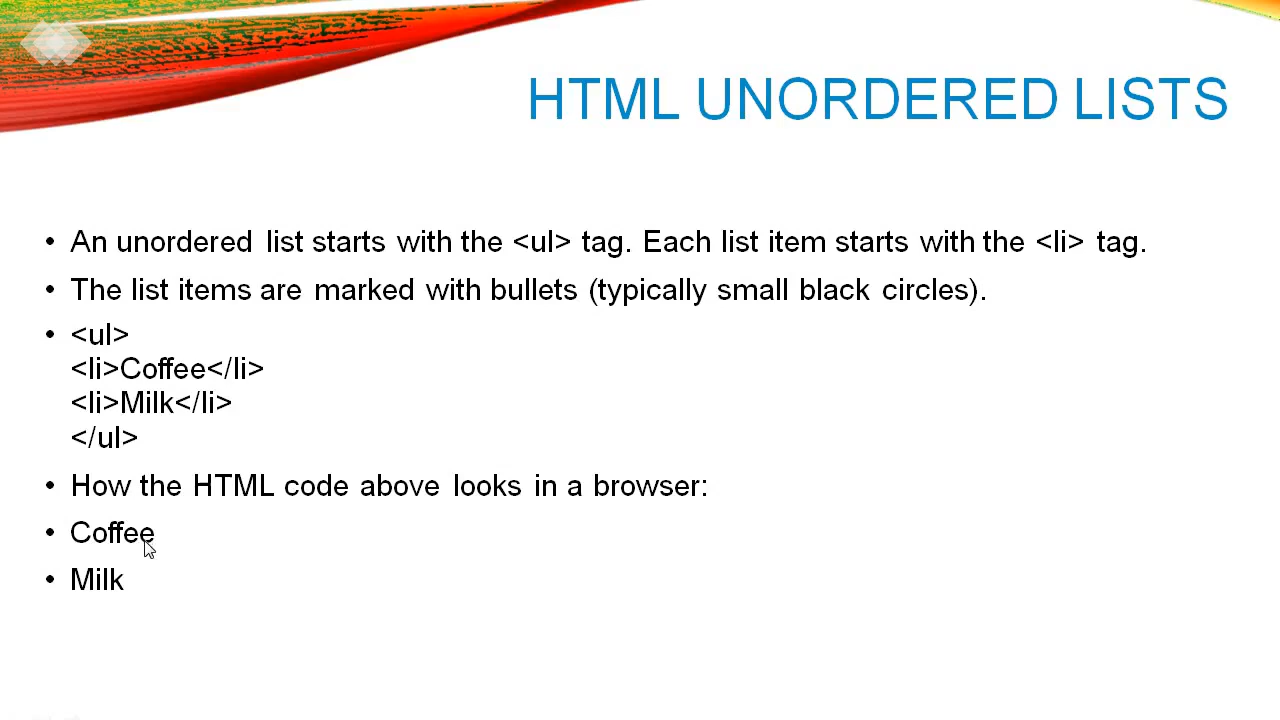 HTML UNORDERED LISTS
• An unordered list starts with the <ul> tag. Each list item starts with the <li> tag.
• The list items are marked with bullets (typically small black circles).
• <ul>
<li>Coffee</li>
<li>Milk</li>
</ul>
• How the HTML code above looks in a browser:
• Coffee
• Milk